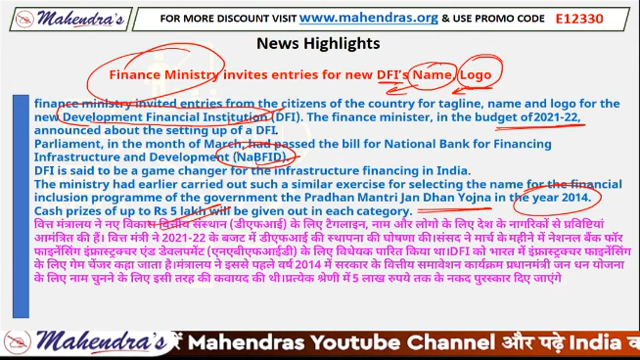 Mahendra's
FOR MORE DISCOUNT VISIT www.mahendras.org & USE PROMO CODE E12330
News Highlights
Finance Ministry invites entries for new DFI's Name, Logo
finance ministry invited entries from the citizens of the country for tagline, name and logo for the
new Development Financial Institution (DFI). The finance minister, in the budget of 2021-22,
announced about the setting up of a DFI.
Parliament, in the month of March, had passed the bill for National Bank for Financing
Infrastructure and Development (NaBFID).
DFI is said to be a game changer for the infrastructure financing in India.
The ministry had earlier carried out such a similar exercise for selecting the name for the financial
inclusion programme of the government the Pradhan Mantri Jan Dhan Yojna in the year 2014.
Cash prizes of up to Rs 5 lakh will be given out in each category.
वित्त मंत्रालय ने नए विकास वित्तीय संस्थान (डीएफआई) के लिए टैगलाइन, नाम और लोगो के लिए देश के नागरिकों से प्रविष्टियां
आमंत्रित की हैं। वित्त मंत्री ने 2021-22 के बजट में डीएफआई की स्थापना की घोषणा की।संसद ने मार्च के महीने में नेशनल बैंक फॉर
फाइनेंसिंग इंफ्रास्ट्रक्चर एंड डेवलपमेंट (एनएबीएफआईडी) के लिए विधेयक पारित किया था।DFI को भारत में इंफ्रास्ट्रक्चर फाइनेंसिंग
के लिए गेम चेंजर कहा जाता है।मंत्रालय ने इससे पहले वर्ष 2014 में सरकार के वित्तीय समावेशन कार्यक्रम प्रधानमंत्री जन धन योजना
के लिए नाम चुनने के लिए इसी तरह की कवायद की थी।प्रत्येक श्रेणी में 5 लाख रुपये तक के नकद पुरस्कार दिए जाएंगे
Mahendra's में Mahendras Youtube Channel और पढ़े India क